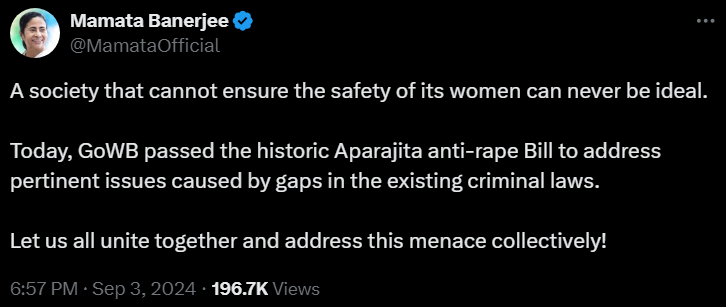 Mamata Banerjee
@MamataOfficial
A society that cannot ensure the safety of its women can never be ideal.
Today, GoWB passed the historic Aparajita anti-rape Bill to address
pertinent issues caused by gaps in the existing criminal laws.
Let us all unite together and address this menace collectively!
6:57 PM · Sep 3, 2024 · 196.7K Views